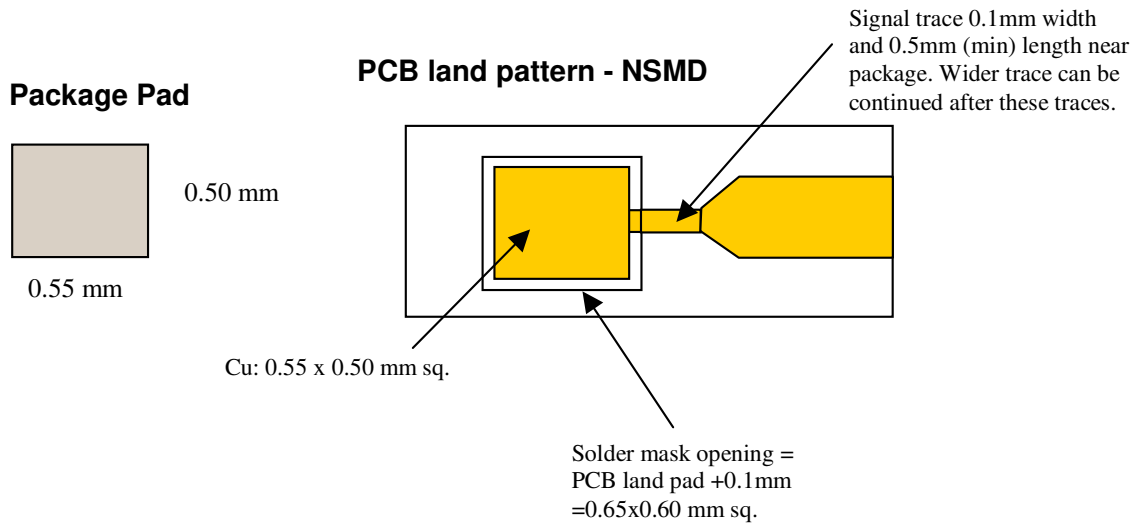 Signal trace 0.1mm width
and 0.5mm (min) length near
package. Wider trace can be
continued after these traces.
PCB land pattern - NSMD
Package Pad
0.50 mm
0.55 mm
Cu: 0.55 x 0.50 mm sq.
Solder mask opening =
PCB land pad +0.1mm
=0.65x0.60 mm sq.